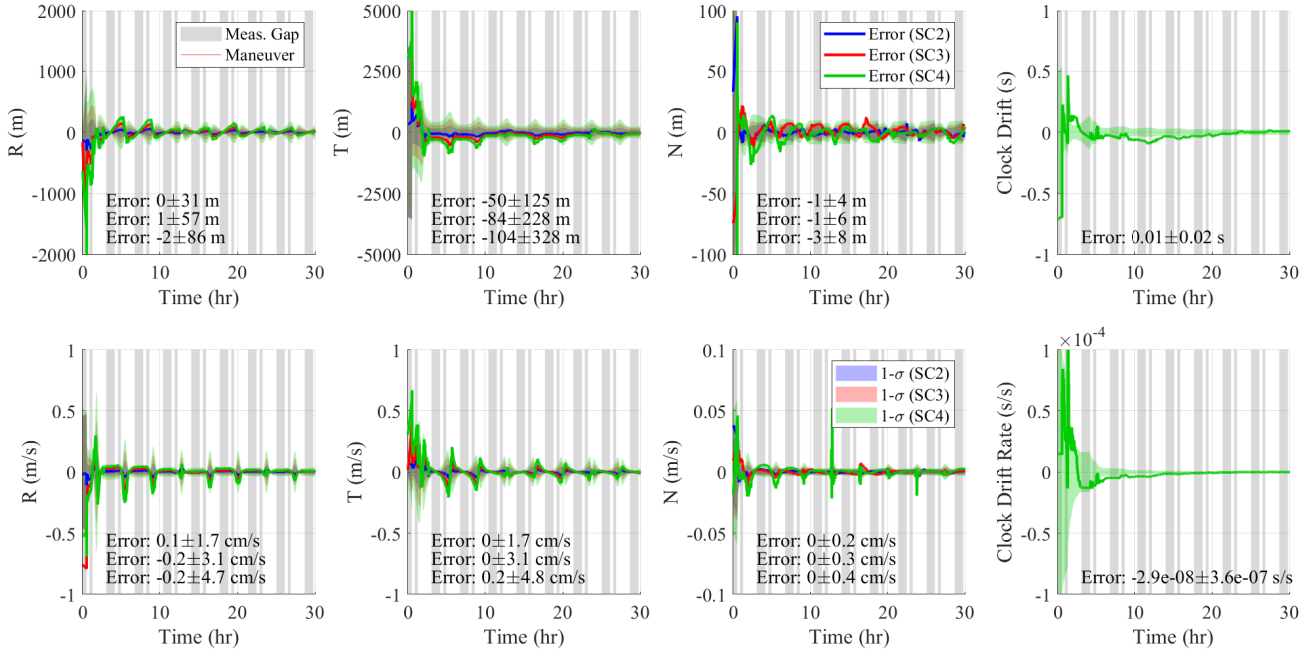 2000
1000
0
-1000
-2000
R (m)
Meas. Gap
Maneuver
Error: 0±31 m
Error: 1±57 m
Error: -2±86 m
0
10
20
30
Time (hr)
5000
2500
0
-2500
-5000
T (m)
Error: -50±125 m
Error: -84±228 m
Error: -104±328 m
0
10
20
30
Time (hr)
100
50
0
-50
-100
N (m)
Error (SC2)
Error (SC3)
Error (SC4)
Error: -1±4 m
Error: -1±6 m
Error: -3±8 m
0
10
20
30
Time (hr)
1
0.5
0
-0.5
-1
Clock Drift (s)
Error: 0.01±0.02 s
0
10
20
30
Time (hr)
1
0.5
0
-0.5
-1
R (m/s)
Error: 0.1±1.7 cm/s
Error: -0.2±3.1 cm/s
Error: -0.2±4.7 cm/s
0
10
20
30
Time (hr)
1
0.5
0
-0.5
-1
T (m/s)
Error: 0±1.7 cm/s
Error: 0±3.1 cm/s
Error: 0.2±4.8 cm/s
0
10
20
30
Time (hr)
0.1
0.05
0
-0.05
-0.1
N (m/s)
1-σ (SC2)
1-σ (SC3)
1-σ (SC4)
Error: 0±0.2 cm/s
Error: 0±0.3 cm/s
Error: 0±0.4 cm/s
0
10
20
30
Time (hr)
×10⁻⁴
1
0.5
0
-0.5
-1
Clock Drift Rate (s/s)
Error: -2.9e-08±3.6e-07 s/s
0
10
20
30
Time (hr)